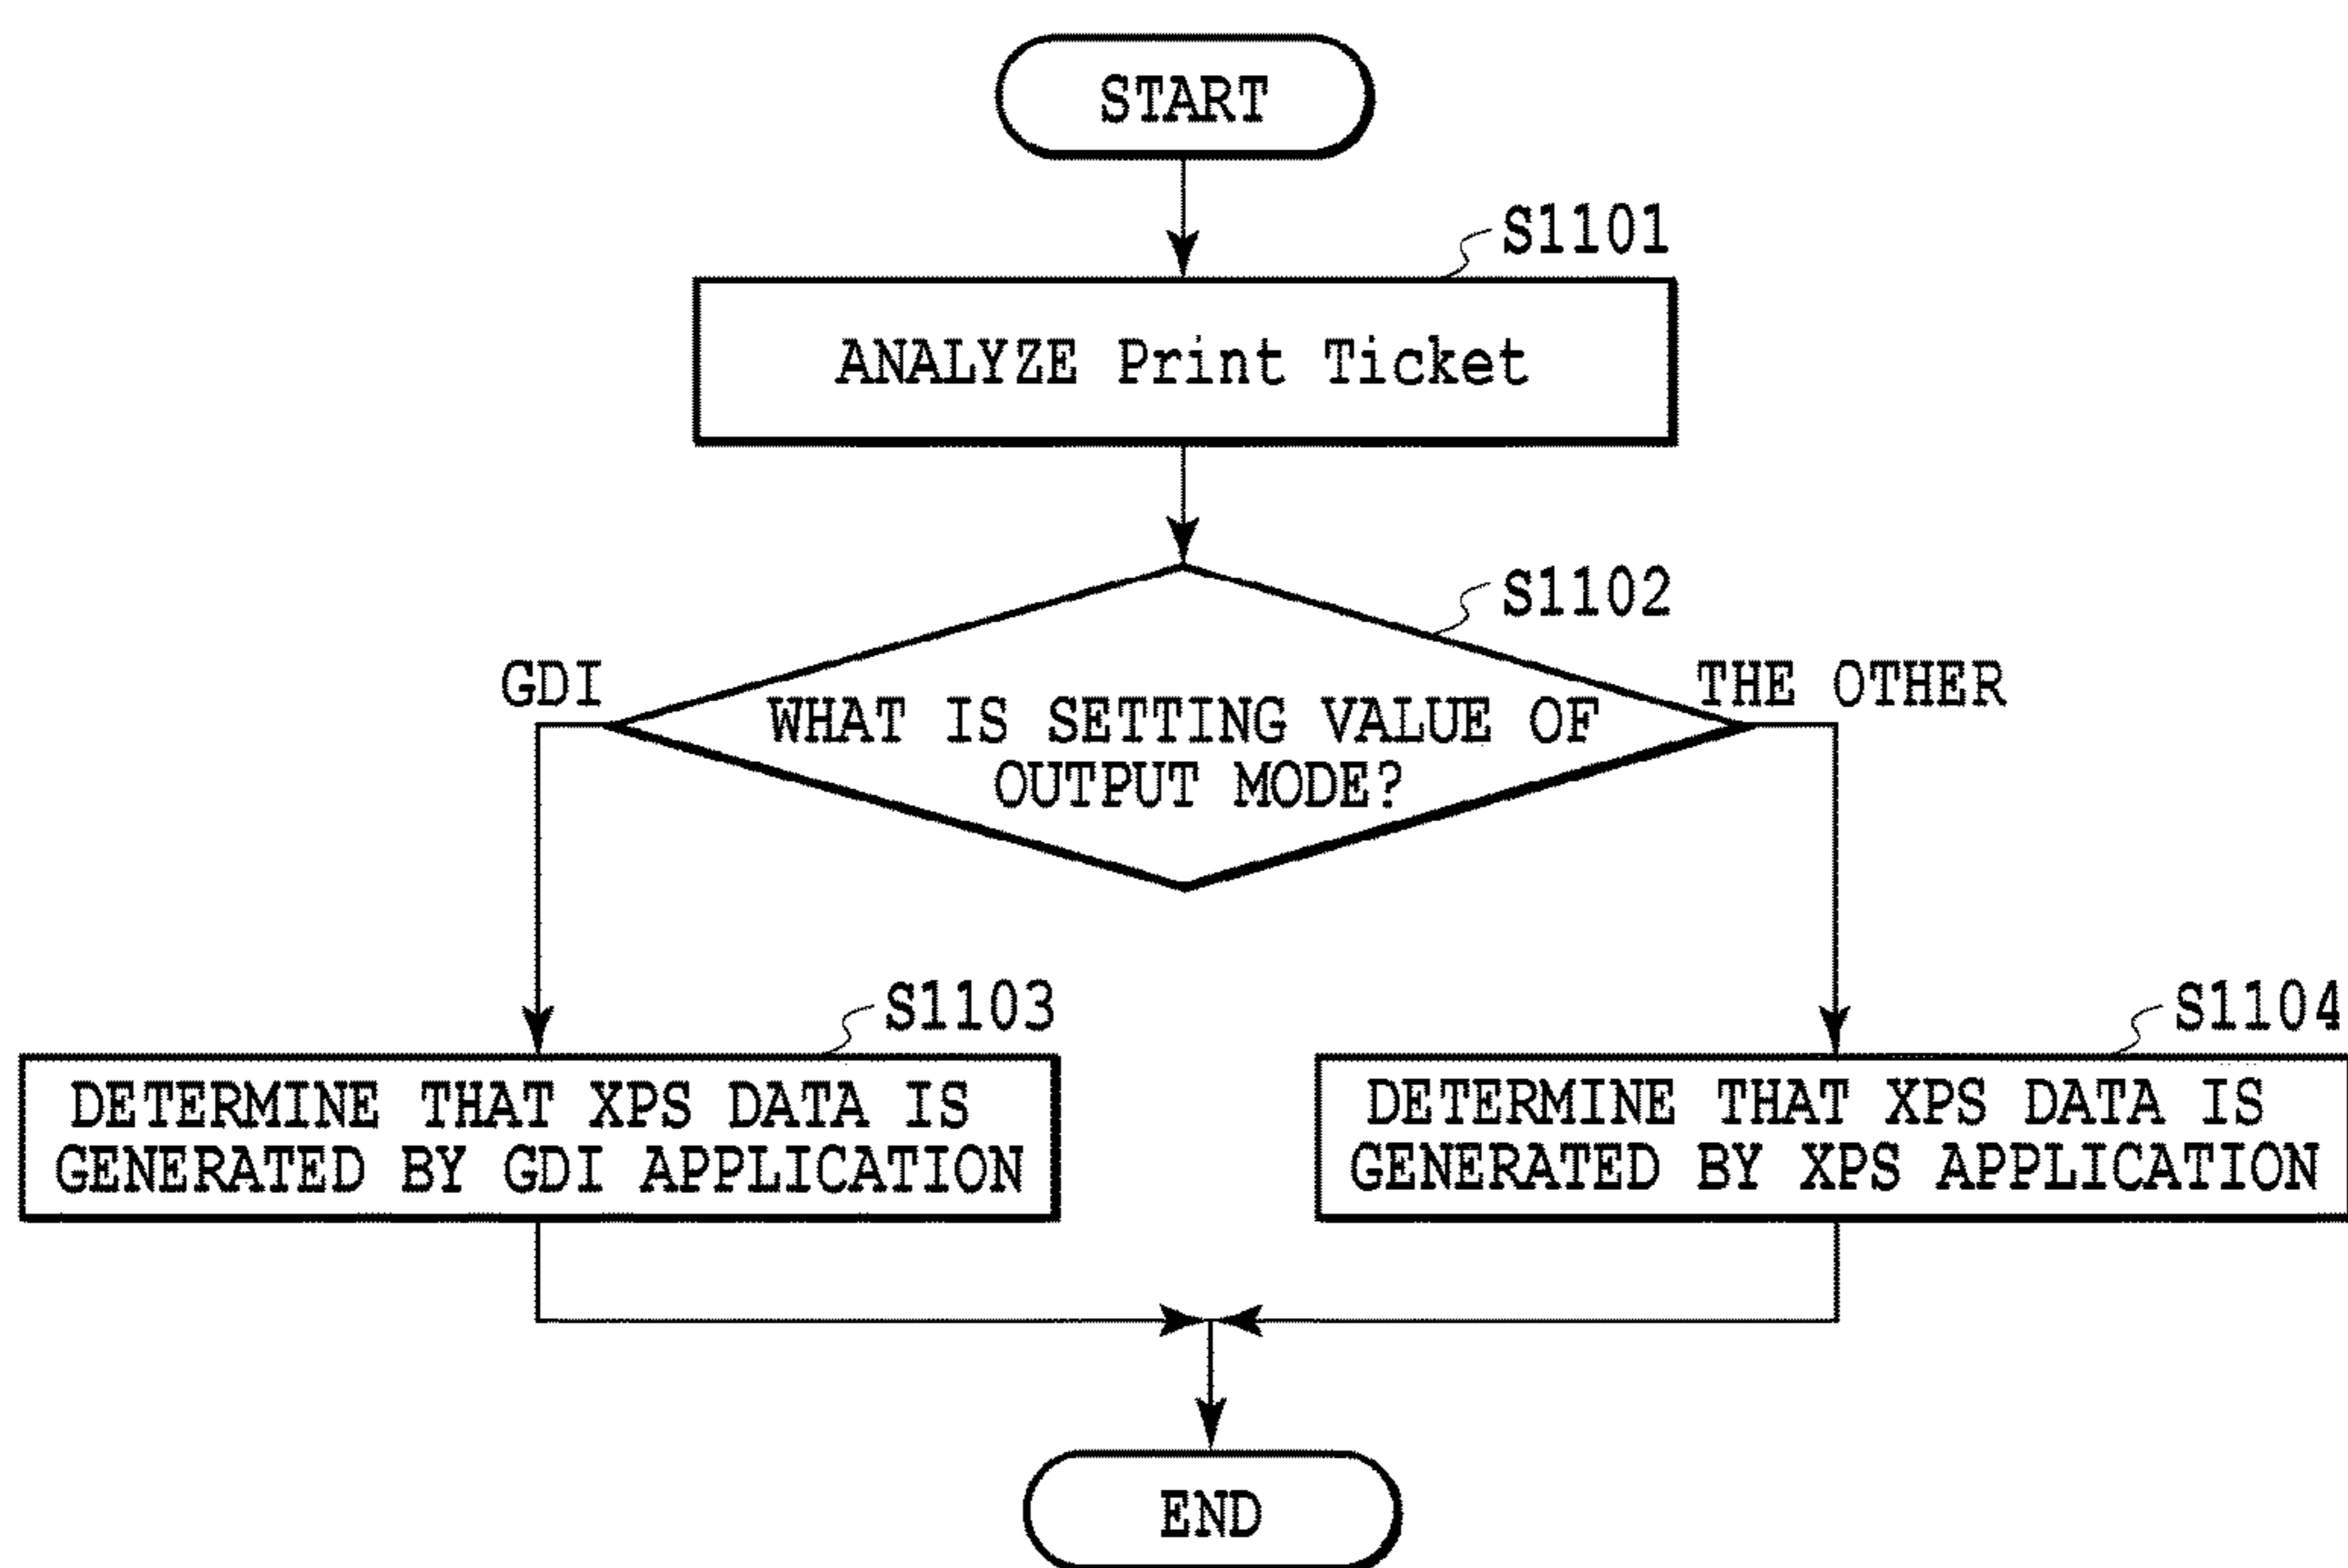 START
S1101
ANALYZE Print Ticket
S1102
GDI
THE OTHER
WHAT IS SETTING VALUE OF
OUTPUT MODE?
S1103
S1104
DETERMINE THAT XPS DATA IS
GENERATED BY GDI APPLICATION
DETERMINE THAT XPS DATA IS
GENERATED BY XPS APPLICATION
END